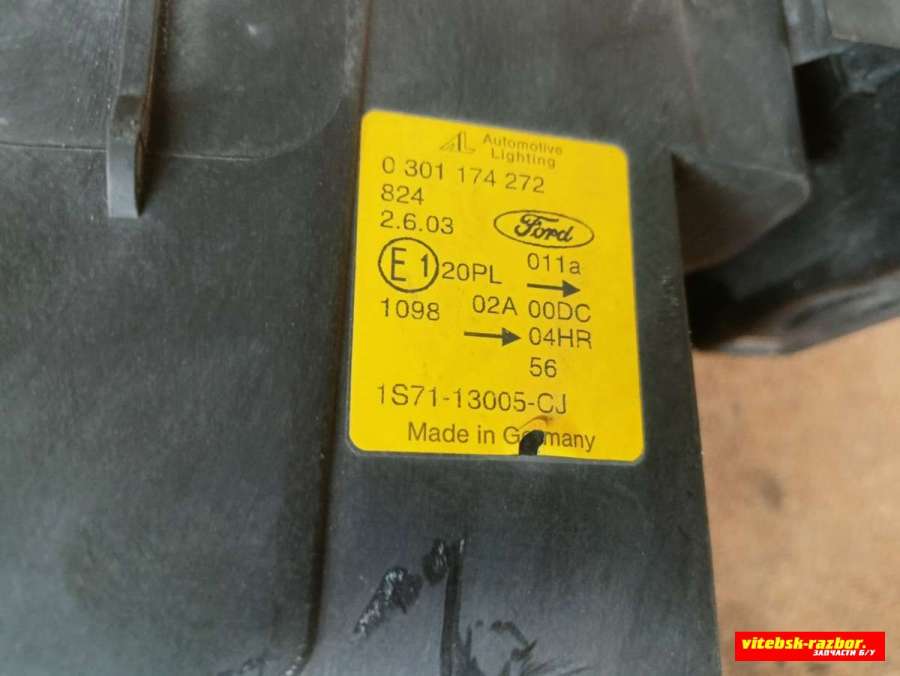 Automotive
Lighting
0 301 174 272
824
2.6.03
Ford
011a
E1 20PL
1098 02A 00DC
04HR
56
1S71-13005-CJ
Made in Germany
vitebsk-razbor.
ЗАПЧАСТИ Б/У